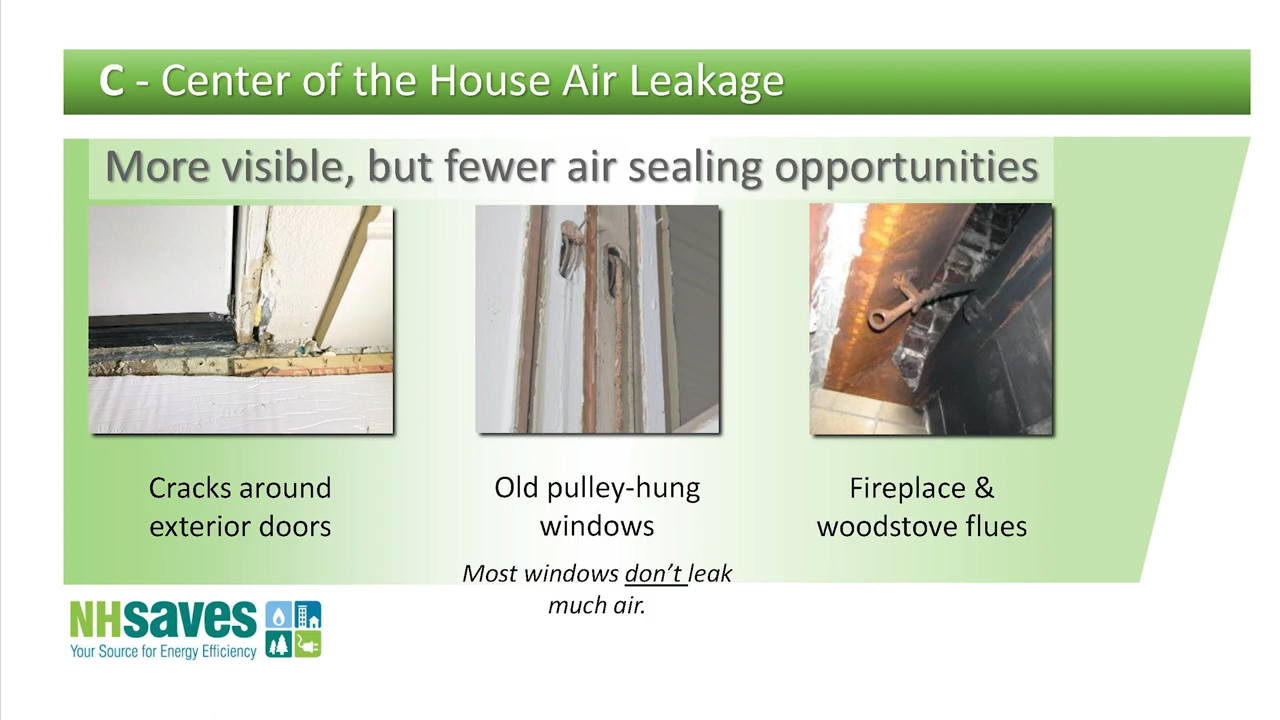 C - Center of the House Air Leakage
More visible, but fewer air sealing opportunities
Cracks around
exterior doors
Old pulley-hung
windows
Most windows don't leak
much air.
Fireplace &
woodstove flues
NHsaves
Your Source for Energy Efficiency